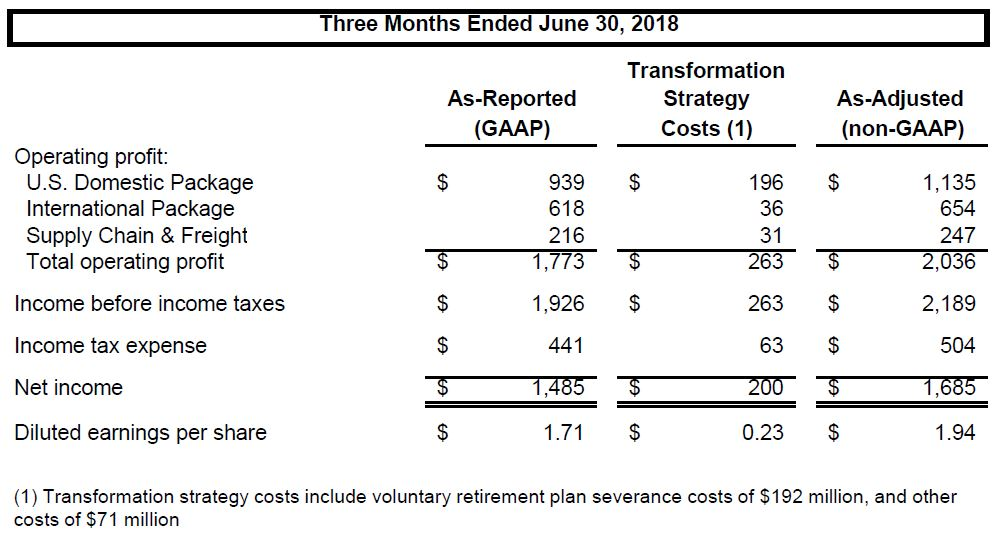 Three Months Ended June 30, 2018
Transformation
As-Reported Strategy As-Adjusted
(GAAP) Costs (1) (non-GAAP)
Operating profit:
U.S. Domestic Package $ 939 $ 196 $ 1,135
International Package 618 36 654
Supply Chain & Freight 216 31 247
Total operating profit $ 1,773 $ 263 $ 2,036
Income before income taxes $ 1,926 $ 263 $ 2,189
Income tax expense $ 441 63 $ 504
Net income $ 1,485 $ 200 $ 1,685
Diluted earnings per share $ 1.71 $ 0.23 $ 1.94
(1) Transformation strategy costs include voluntary retirement plan severance costs of $192 million, and other
costs of $71 million